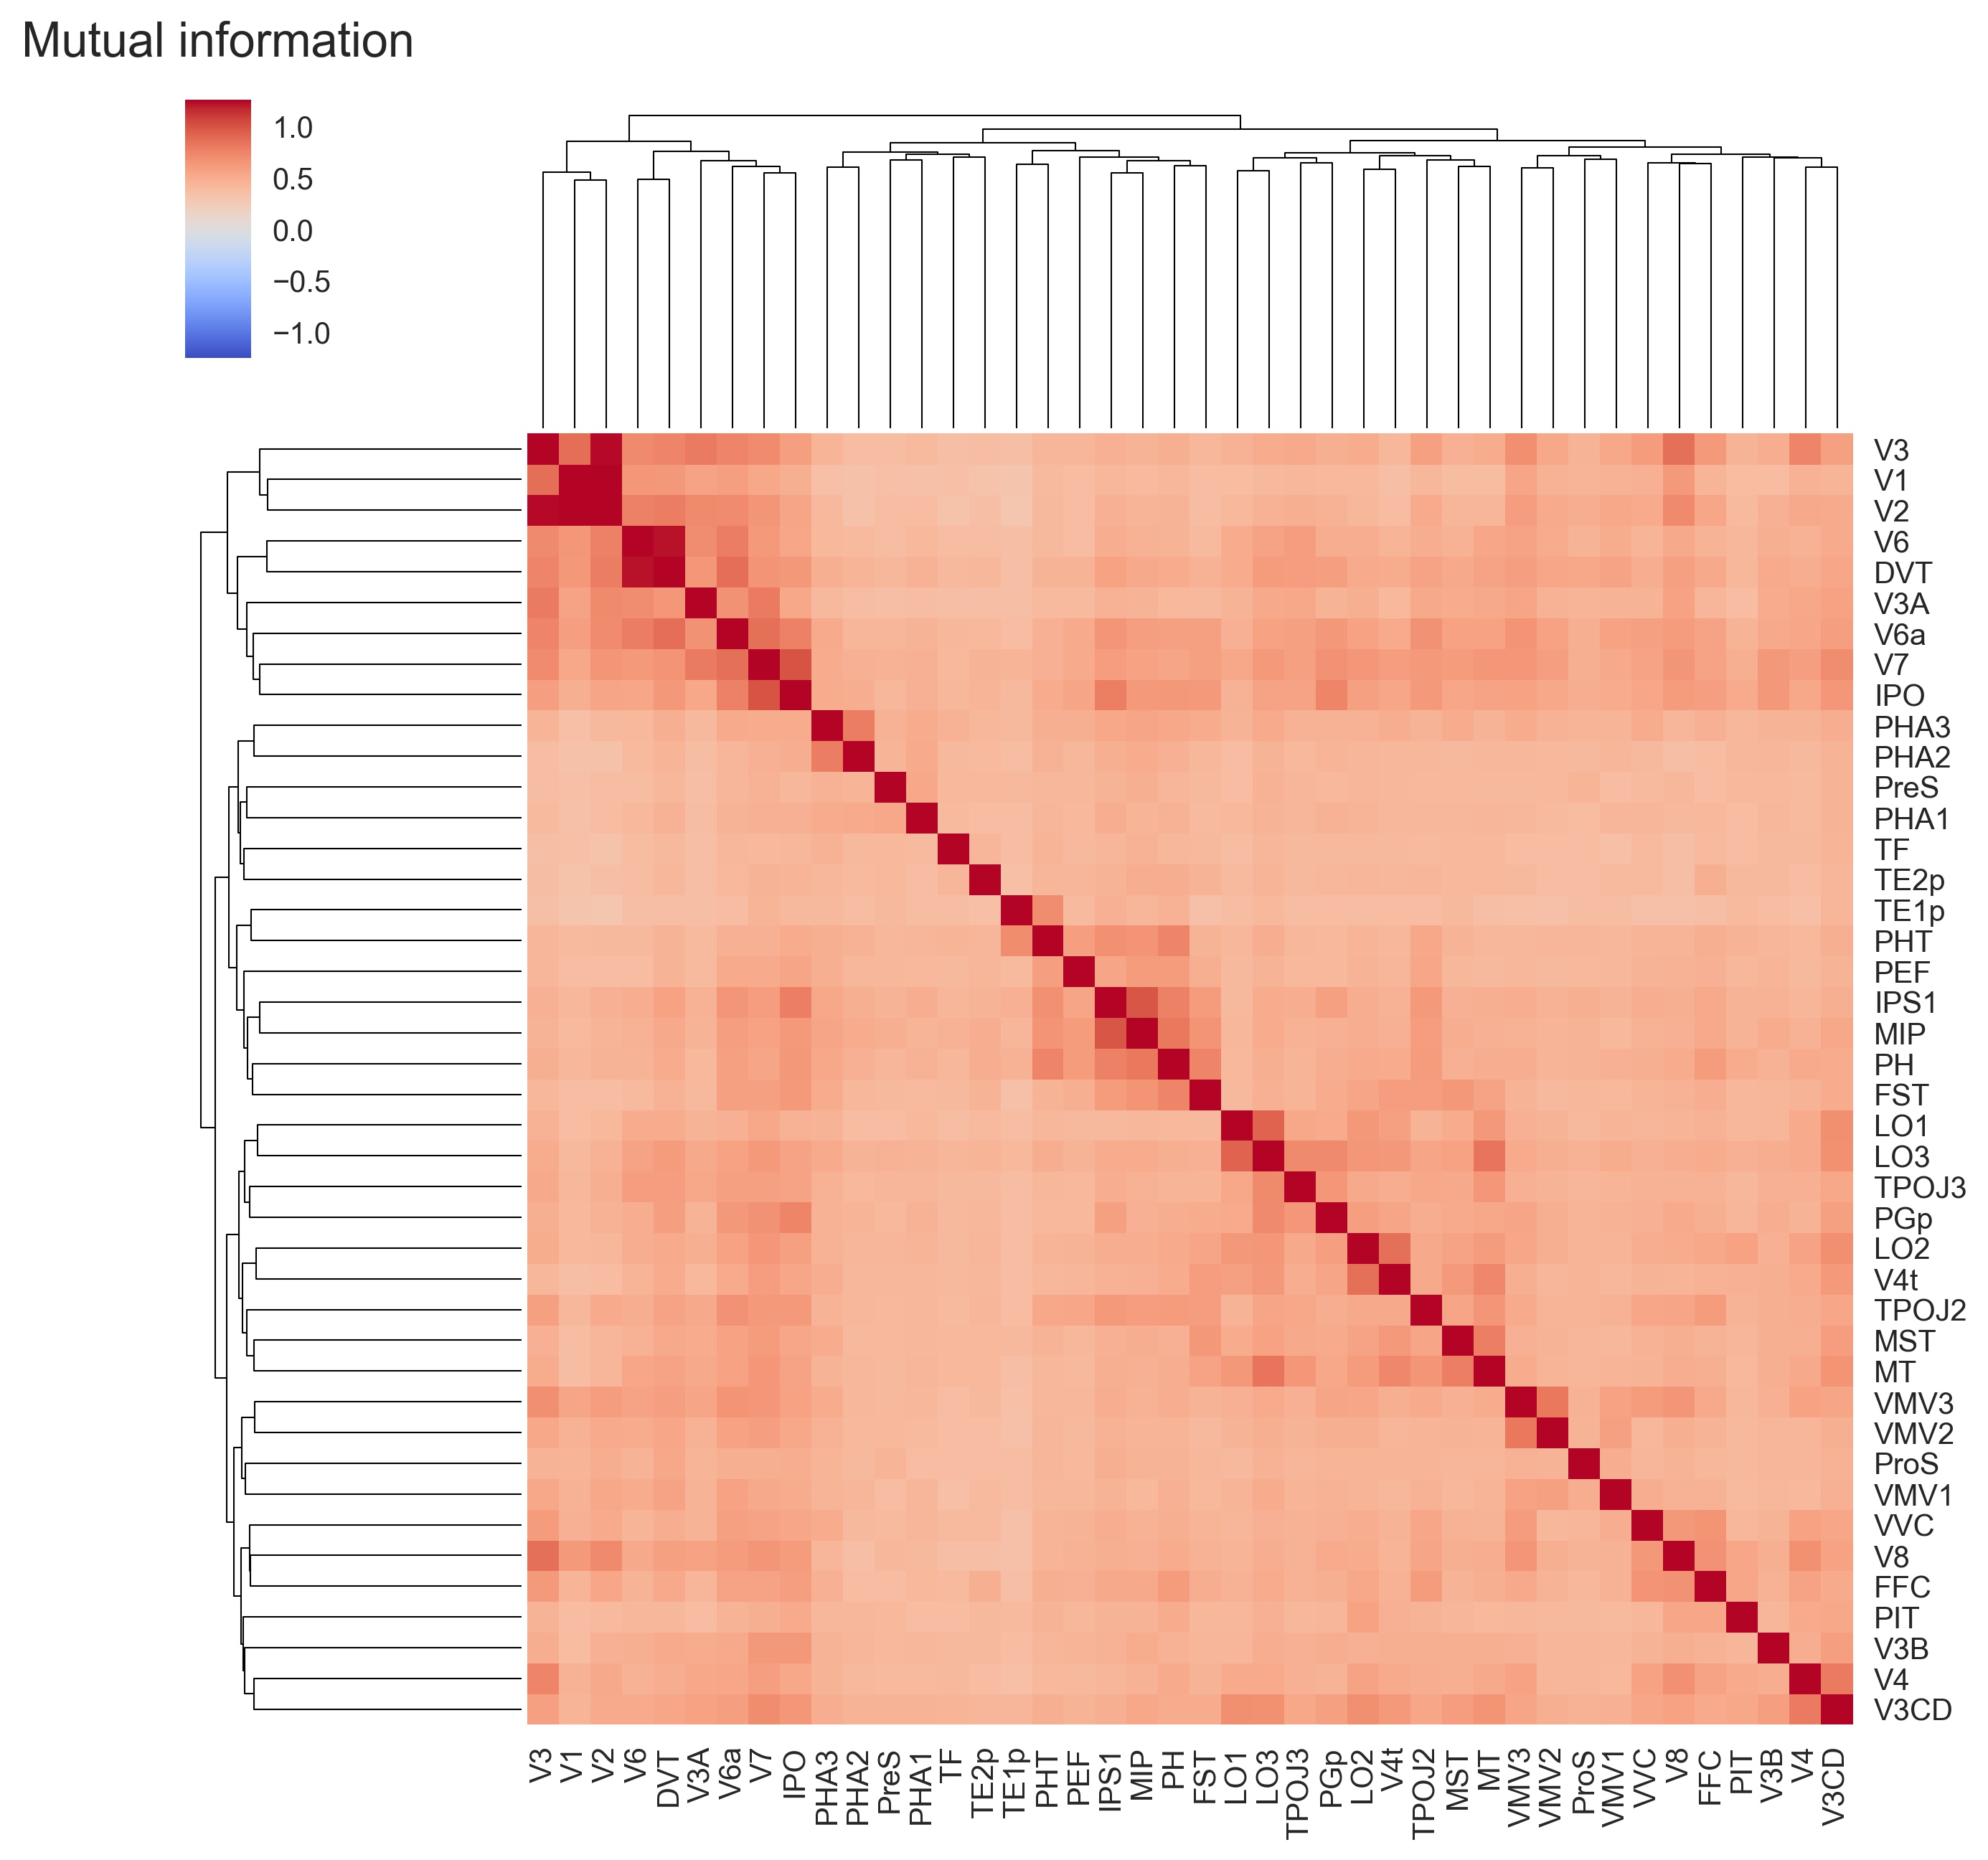 Mutual information
1.0
0.5
0.0
−0.5
−1.0
V3
V1
V2
V6
DVT
V3A
V6a
V7
IPO
PHA3
PHA2
PreS
PHA1
TF
TE2p
TE1p
PHT
PEF
IPS1
MIP
PH
FST
LO1
LO3
TPOJ3
PGp
LO2
V4t
TPOJ2
MST
MT
VMV3
VMV2
ProS
VMV1
VVC
V8
FFC
PIT
V3B
V4
V3CD
V3
V1
V2
V6
DVT
V3A
V6a
V7
IPO
PHA3
PHA2
PreS
PHA1
TF
TE2p
TE1p
PHT
PEF
IPS1
MIP
PH
FST
LO1
LO3
TPOJ3
PGp
LO2
V4t
TPOJ2
MST
MT
VMV3
VMV2
ProS
VMV1
VVC
V8
FFC
PIT
V3B
V4
V3CD